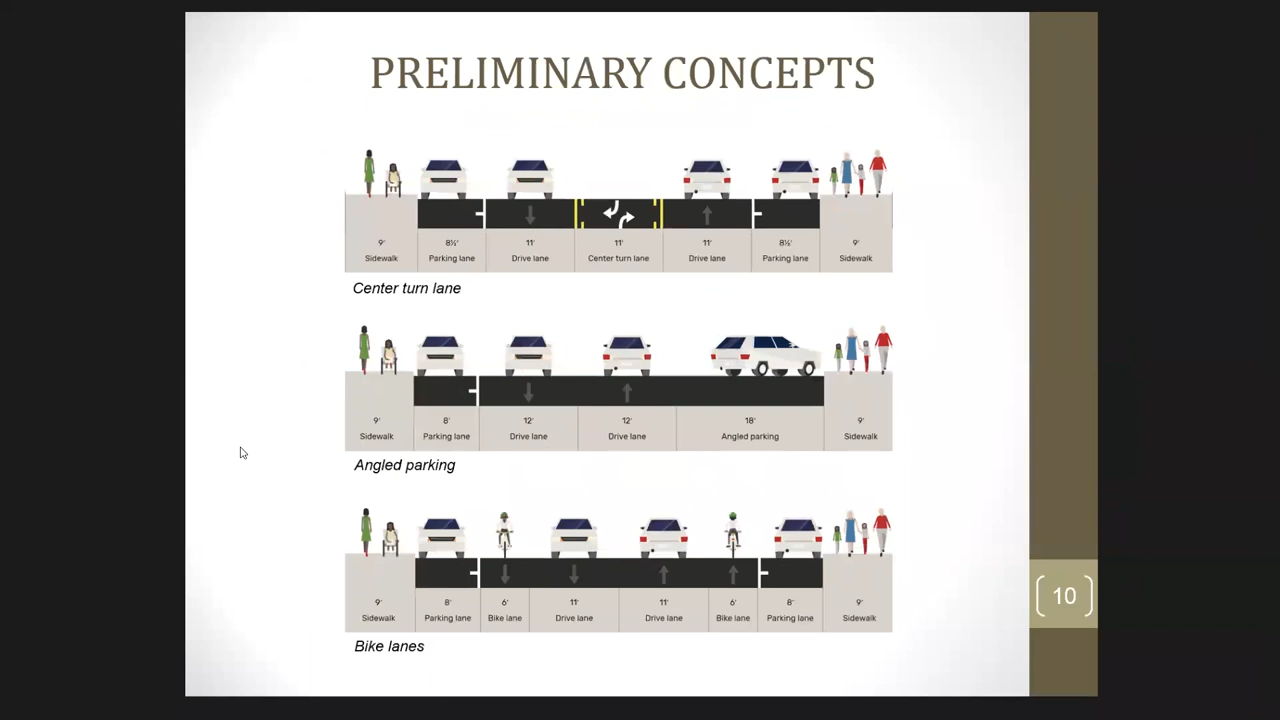 PRELIMINARY CONCEPTS
9' 8½' 11' 11' 11' 8½' 9'
Sidewalk Parking lane Drive lane Center turn lane Drive lane Parking lane Sidewalk
Center turn lane
9' 8' 12' 12' 18' 9'
Sidewalk Parking lane Drive lane Drive lane Angled parking Sidewalk
Angled parking
9' 8' 6' 11' 11' 6' 8' 9'
Sidewalk Parking lane Bike lane Drive lane Drive lane Bike lane Parking lane Sidewalk
Bike lanes
10